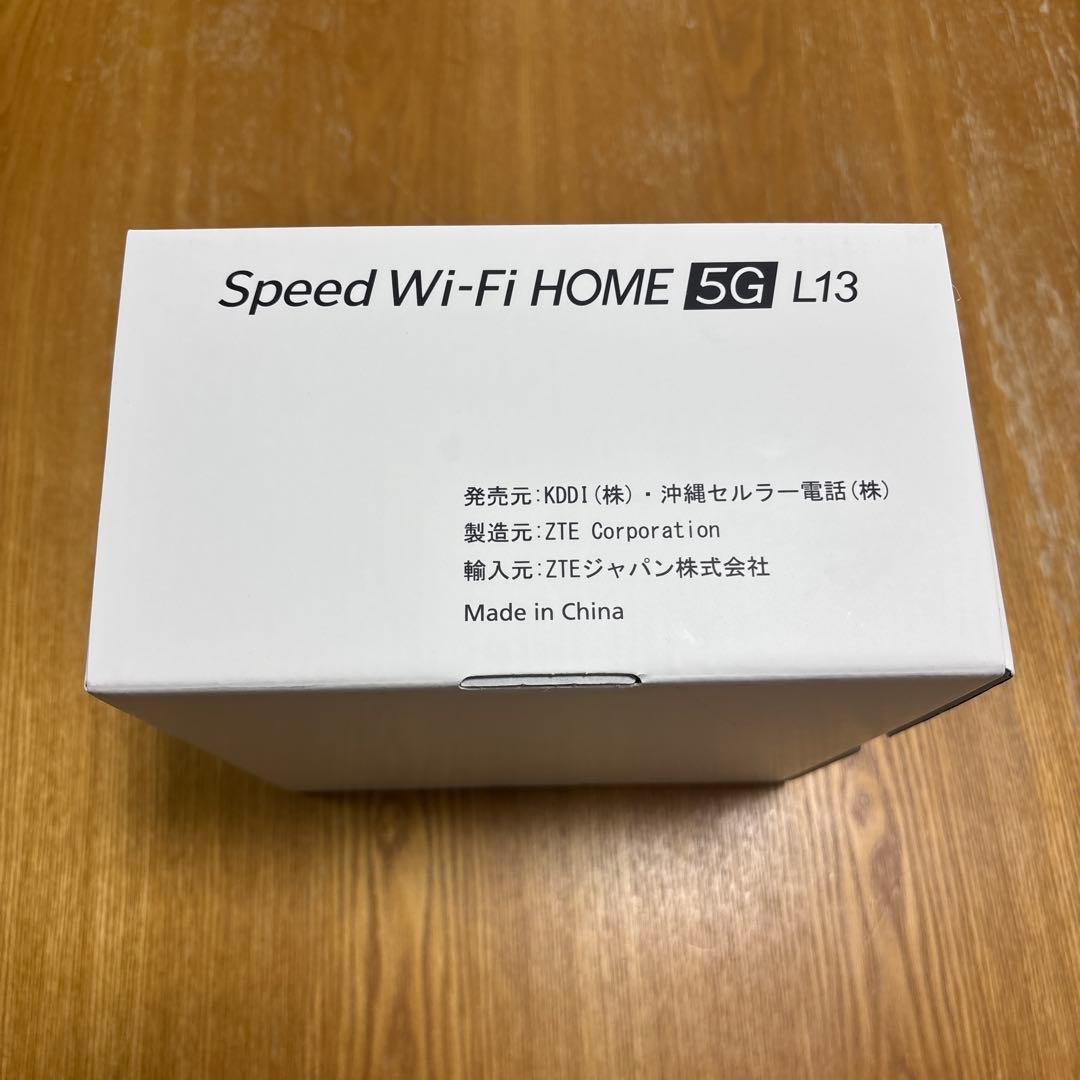 Speed Wi-Fi HOME 5G L13
発売元:KDDI(株)・沖縄セルラー電話(株)
製造元:ZTE Corporation
輸入元:ZTEジャパン株式会社
Made in China